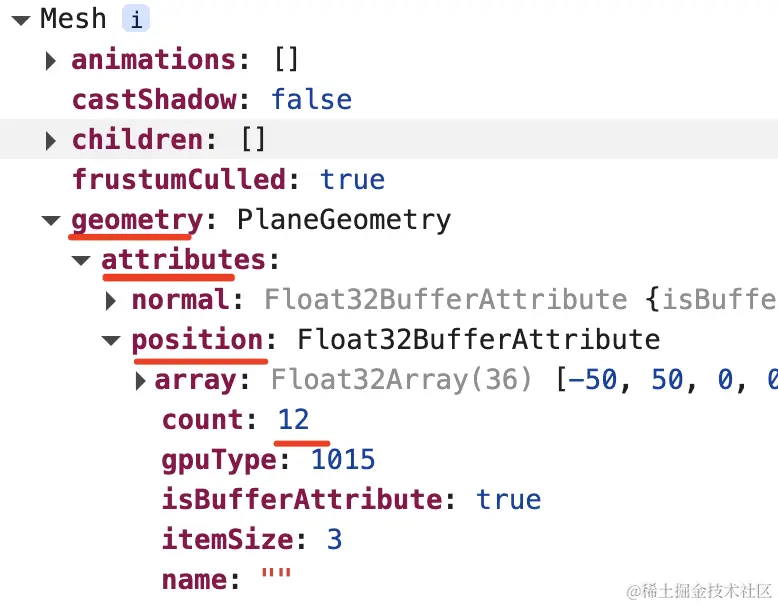 Mesh i
animations: []
castShadow: false
children: []
frustumCulled: true
geometry: PlaneGeometry
attributes:
normal: Float32BufferAttribute {isBuffe
position: Float32BufferAttribute
array: Float32Array(36) [-50, 50, 0, 0
count: 12
gpuType: 1015
isBufferAttribute: true
itemSize: 3
name: ""
@稀土掘金技术社区